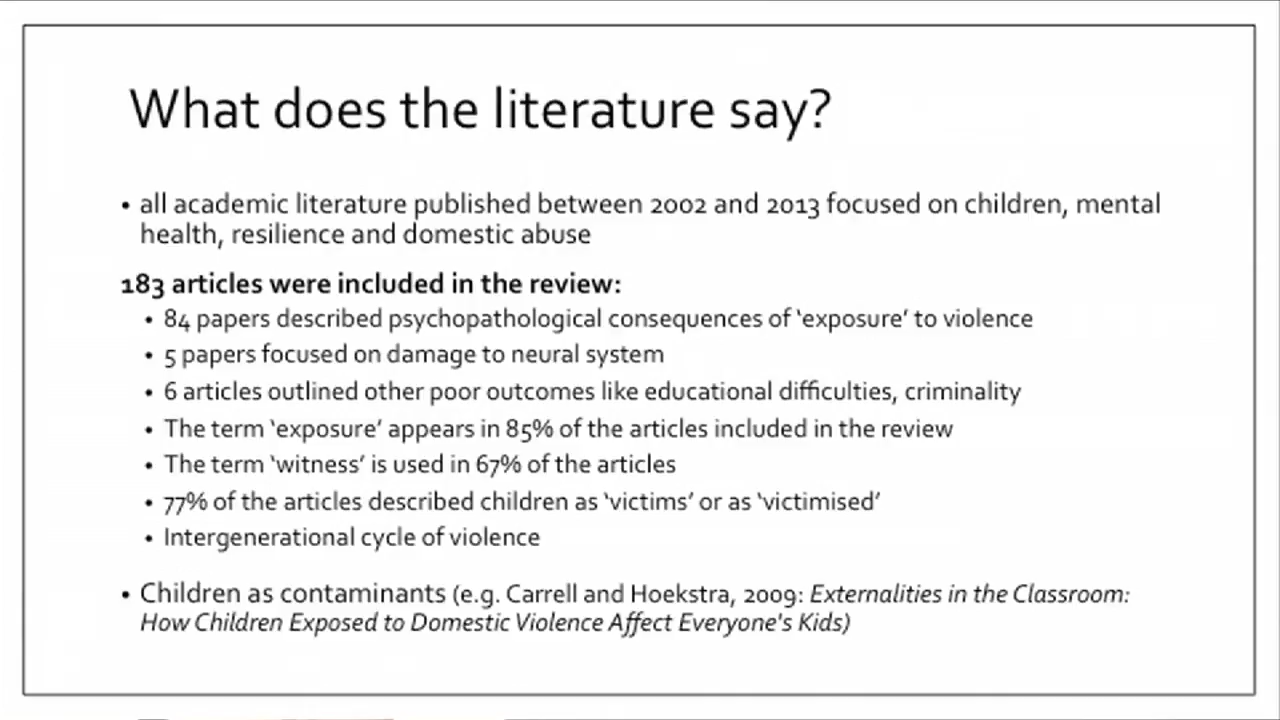 What does the literature say?
• all academic literature published between 2002 and 2013 focused on children, mental
health, resilience and domestic abuse
183 articles were included in the review:
• 84 papers described psychopathological consequences of ‘exposure’ to violence
• 5 papers focused on damage to neural system
• 6 articles outlined other poor outcomes like educational difficulties, criminality
• The term ‘exposure’ appears in 85% of the articles included in the review
• The term ‘witness’ is used in 67% of the articles
• 77% of the articles described children as ‘victims’ or as ‘victimised’
• Intergenerational cycle of violence
• Children as contaminants (e.g. Carrell and Hoekstra, 2009: Externalities in the Classroom:
How Children Exposed to Domestic Violence Affect Everyone's Kids)